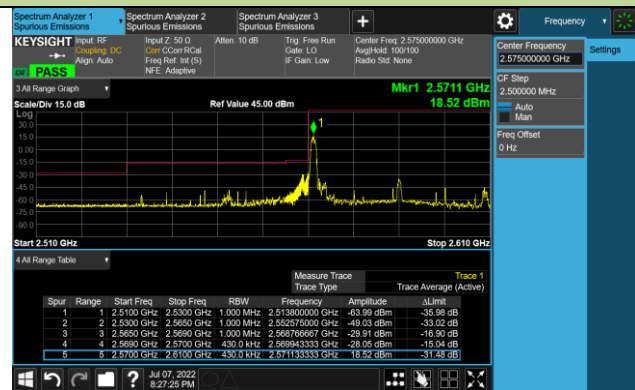 Spectrum Analyzer 1
Spurious Emissions
Spectrum Analyzer 2
Spurious Emissions
Spectrum Analyzer 3
Spurious Emissions
Frequency
KEYSIGHT
Input: RF
Coupling: DC
Align: Auto
Input Z: 50 Ω
Corr CCorr RCal
Freq Ref: Int (S)
NFE: Adaptive
Atten: 10 dB
Trig: Free Run
Gate: LO
IF Gain: Low
Center Freq: 2.575000000 GHz
Avg|Hold: 100/100
Radio Std: None
PASS
Center Frequency
2.575000000 GHz
Settings
CF Step
2.500000 MHz
Auto
Man
Freq Offset
0 Hz
3 All Range Graph
Mkr1 2.5711 GHz
Scale/Div 15.0 dB
Ref Value 45.00 dBm
18.52 dBm
Log
30.0
15.0
0.00
-15.0
-30.0
-45.0
-60.0
-75.0
-90.0
1
Start 2.510 GHz
Stop 2.610 GHz
4 All Range Table
Measure Trace Trace 1
Trace Type Trace Average (Active)
Spur Range Start Freq Stop Freq RBW Frequency Amplitude ΔLimit
1 1 2.5100 GHz 2.5300 GHz 1.000 MHz 2.513800000 GHz -63.99 dBm -35.98 dB
2 2 2.5300 GHz 2.5650 GHz 1.000 MHz 2.552575000 GHz -49.03 dBm -33.02 dB
3 3 2.5650 GHz 2.5690 GHz 1.000 MHz 2.568766667 GHz -29.91 dBm -16.90 dB
4 4 2.5690 GHz 2.5700 GHz 430.0 kHz 2.569943333 GHz -28.05 dBm -15.04 dB
5 5 2.5700 GHz 2.6100 GHz 430.0 kHz 2.571133333 GHz 18.52 dBm -31.48 dB
Jul 07, 2022
8:27:25 PM